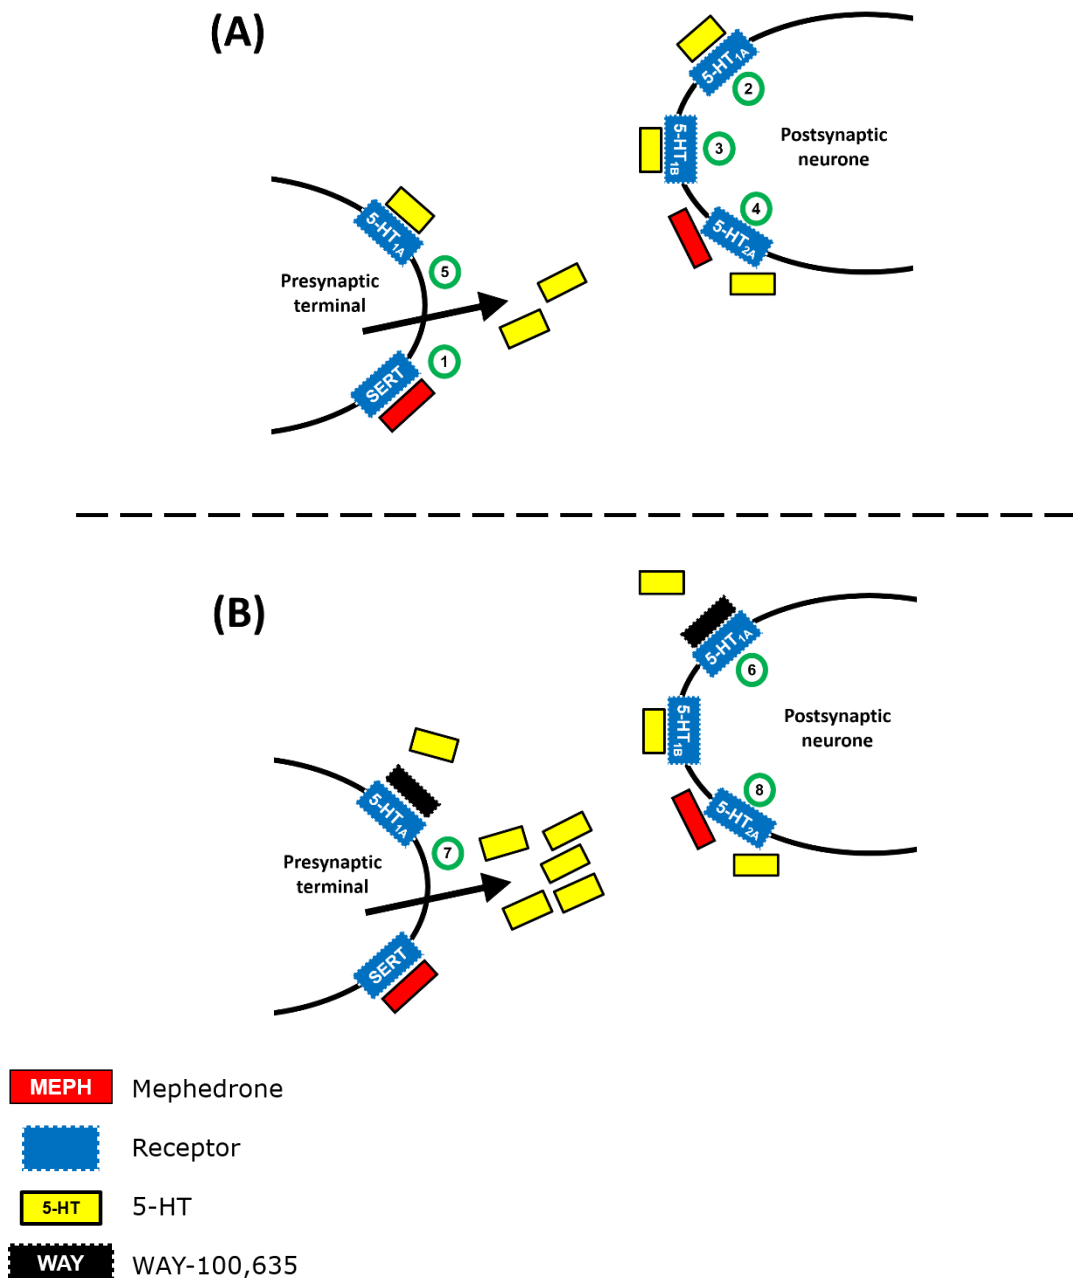 (A)
5-HT1A
2
5-HT1B
3
Postsynaptic
neurone
4
5-HT2A
5-HT1A
5
Presynaptic
terminal
1
SERT
(B)
5-HT1A
6
5-HT1B
Postsynaptic
neurone
8
5-HT2A
5-HT1A
7
Presynaptic
terminal
SERT
MEPH Mephedrone
Receptor
5-HT 5-HT
WAY WAY-100,635